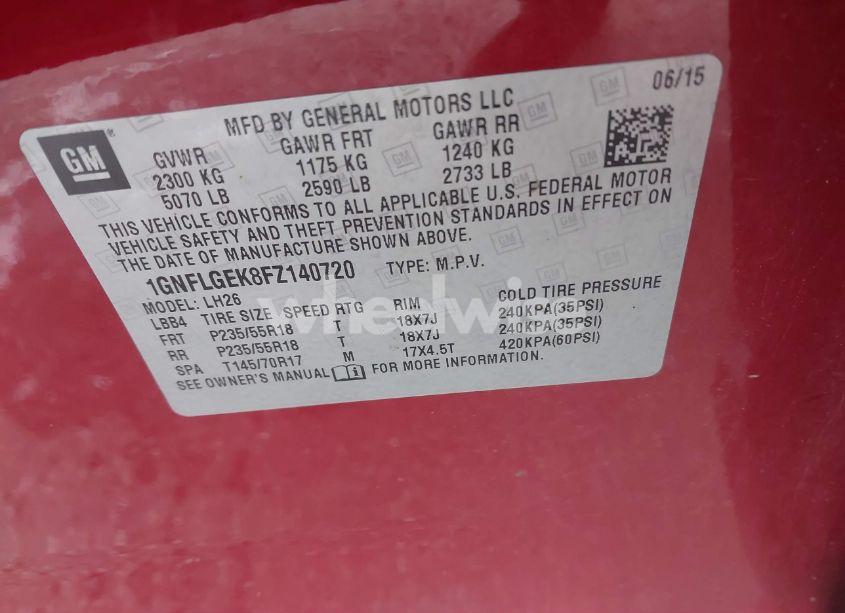 06/15
GM
MFD BY GENERAL MOTORS LLC
GVWR GAWR FRT GAWR RR
2300 KG 1175 KG 1240 KG
5070 LB 2590 LB 2733 LB
THIS VEHICLE CONFORMS TO ALL APPLICABLE U.S. FEDERAL MOTOR
VEHICLE SAFETY AND THEFT PREVENTION STANDARDS IN EFFECT ON
THE DATE OF MANUFACTURE SHOWN ABOVE.
1GNFLGEK8FZ140720 TYPE: M.P.V.
MODEL: LH26
LBB4 TIRE SIZE SPEED RTG RIM COLD TIRE PRESSURE
FRT P235/55R18 T 18X7J 240KPA(35PSI)
RR P235/55R18 T 18X7J 240KPA(35PSI)
SPA T145/70R17 M 17X4.5T 420KPA(60PSI)
SEE OWNER'S MANUAL FOR MORE INFORMATION.